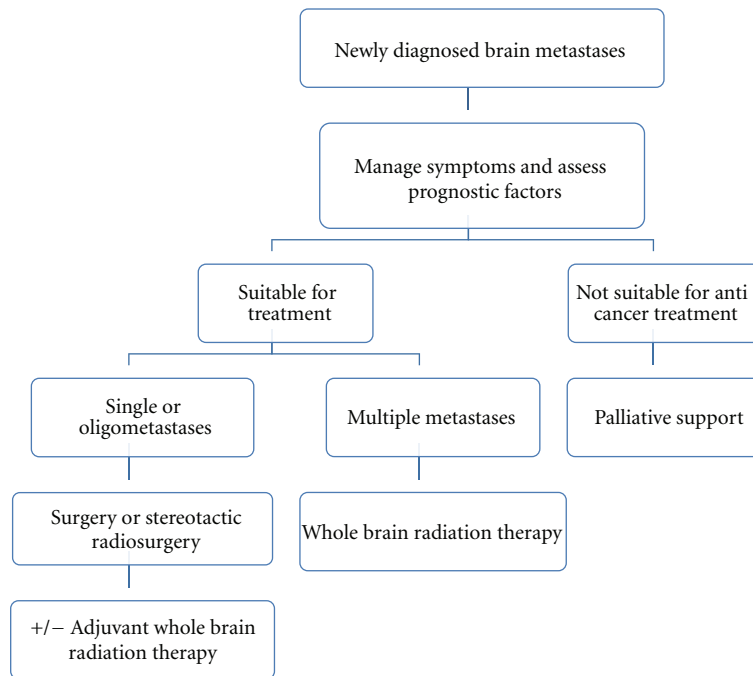 Newly diagnosed brain metastases
Manage symptoms and assess
prognostic factors
Suitable for
treatment
Not suitable for anti
cancer treatment
Single or
oligometastases
Multiple metastases
Palliative support
Surgery or stereotactic
radiosurgery
Whole brain radiation therapy
+/− Adjuvant whole brain
radiation therapy